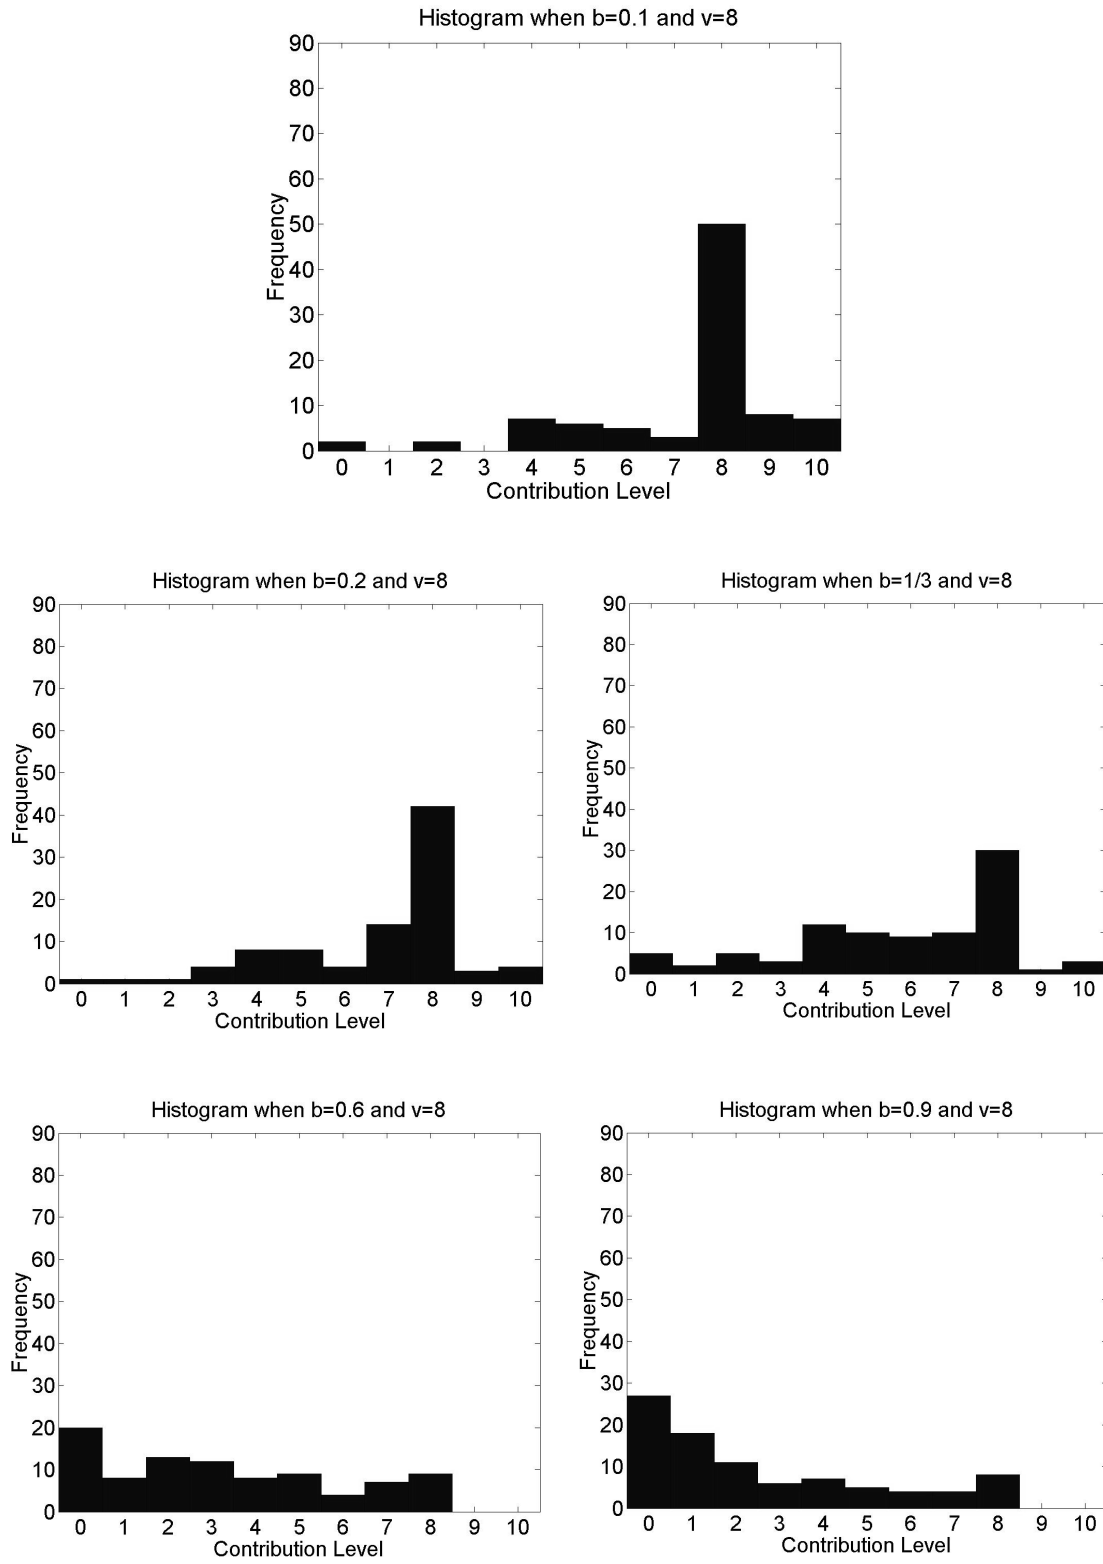 Histogram when b=0.1 and v=8
90
80
70
60
50
40
30
20
10
0
Frequency
0 1 2 3 4 5 6 7 8 9 10
Contribution Level
Histogram when b=0.2 and v=8
90
80
70
60
50
40
30
20
10
0
Frequency
0 1 2 3 4 5 6 7 8 9 10
Contribution Level
Histogram when b=1/3 and v=8
90
80
70
60
50
40
30
20
10
0
Frequency
0 1 2 3 4 5 6 7 8 9 10
Contribution Level
Histogram when b=0.6 and v=8
90
80
70
60
50
40
30
20
10
0
Frequency
0 1 2 3 4 5 6 7 8 9 10
Contribution Level
Histogram when b=0.9 and v=8
90
80
70
60
50
40
30
20
10
0
Frequency
0 1 2 3 4 5 6 7 8 9 10
Contribution Level